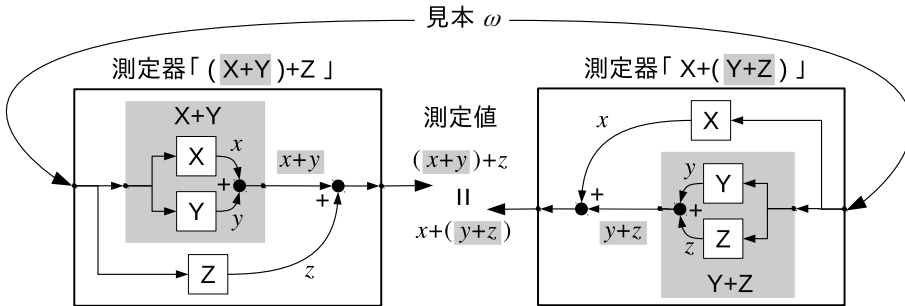 見本 ω
測定器「 ( X+Y )+Z 」
X+Y
X
x
Y
y
+
x+y
+
Z
z
測定値
(x+y)+z
=
x+(y+z)
測定器「 X+( Y+Z ) 」
X
x
+
y+z
Y
y
+
Z
z
Y+Z